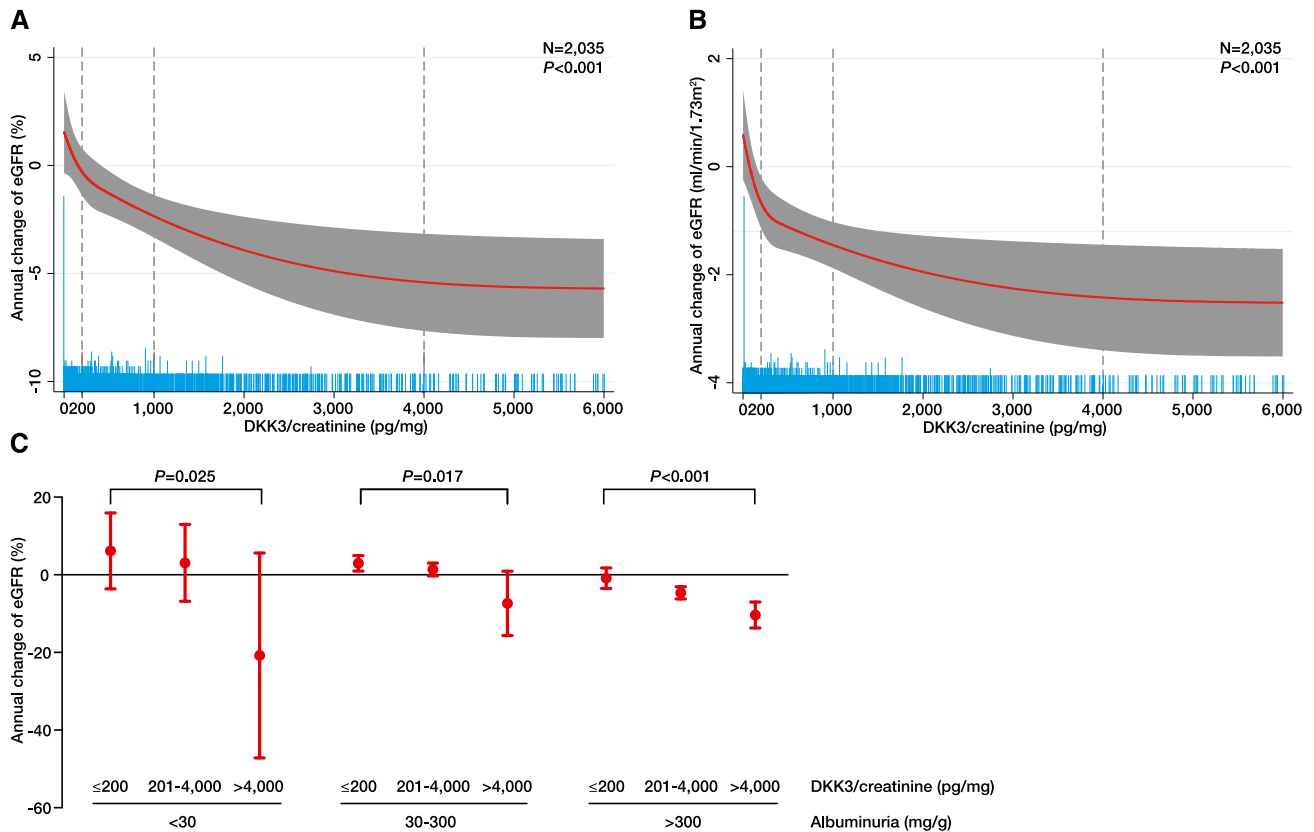 A
N=2,035
P<0.001
Annual change of eGFR (%)
5
0
-5
-10
0 200 1,000 2,000 3,000 4,000 5,000 6,000
DKK3/creatinine (pg/mg)
B
N=2,035
P<0.001
Annual change of eGFR (ml/min/1.73m²)
2
0
-2
-4
0 200 1,000 2,000 3,000 4,000 5,000 6,000
DKK3/creatinine (pg/mg)
C
P=0.025 P=0.017 P<0.001
Annual change of eGFR (%)
20
0
-20
-40
-60
≤200 201-4,000 >4,000 ≤200 201-4,000 >4,000 ≤200 201-4,000 >4,000 DKK3/creatinine (pg/mg)
<30 30-300 >300 Albuminuria (mg/g)